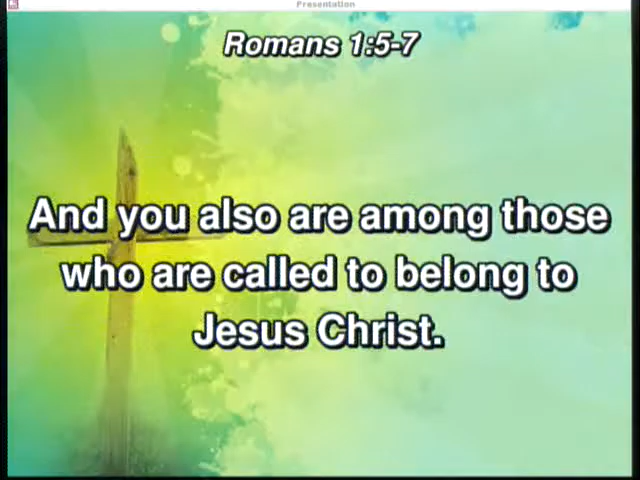 Presentation
Romans 1:5-7
And you also are among those
who are called to belong to
Jesus Christ.